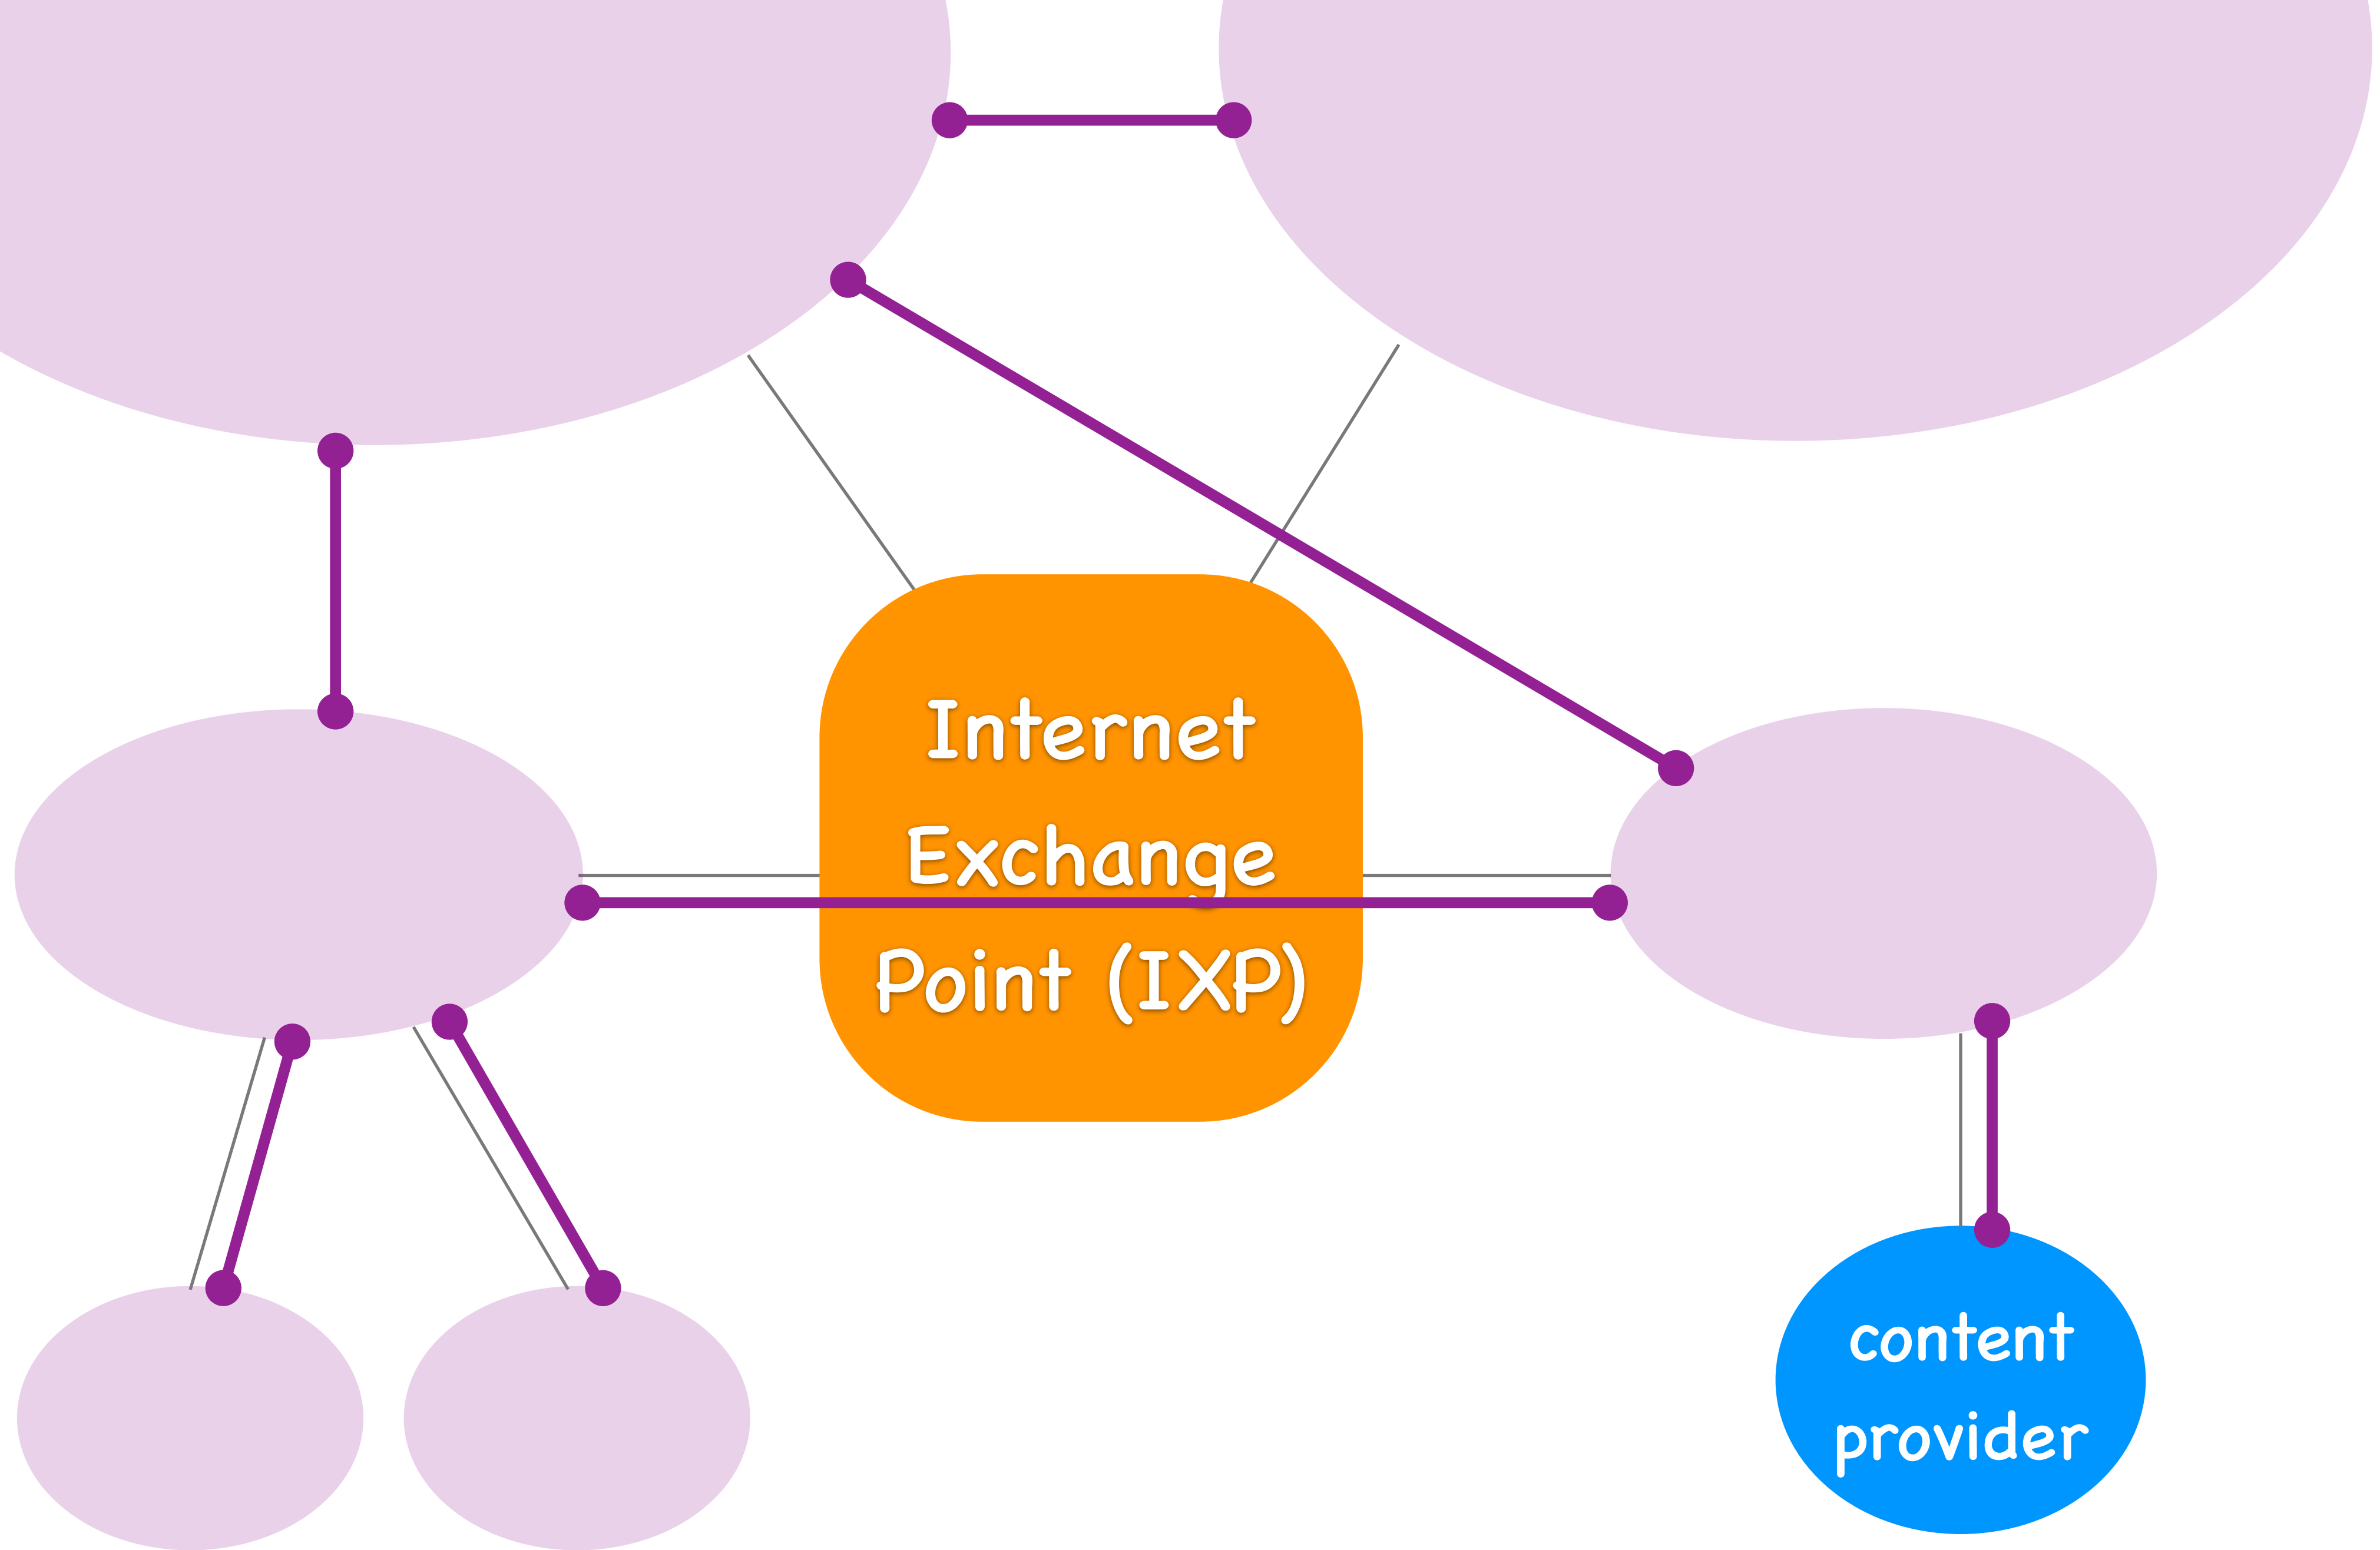 Internet
Exchange
Point (IXP)
content
provider